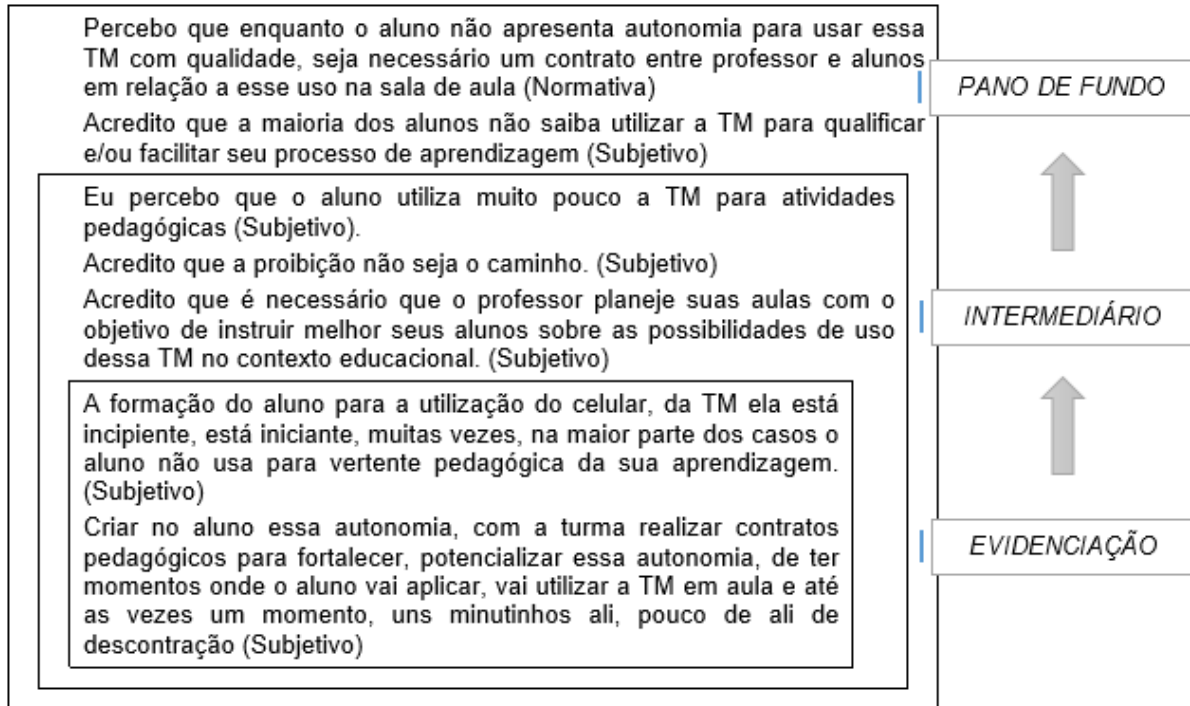 Percebo que enquanto o aluno não apresenta autonomia para usar essa
TM com qualidade, seja necessário um contrato entre professor e alunos
em relação a esse uso na sala de aula (Normativa)
Acredito que a maioria dos alunos não saiba utilizar a TM para qualificar
e/ou facilitar seu processo de aprendizagem (Subjetivo)
PANO DE FUNDO
Eu percebo que o aluno utiliza muito pouco a TM para atividades
pedagógicas (Subjetivo).
Acredito que a proibição não seja o caminho. (Subjetivo)
Acredito que é necessário que o professor planeje suas aulas com o
objetivo de instruir melhor seus alunos sobre as possibilidades de uso
dessa TM no contexto educacional. (Subjetivo)
INTERMEDIÁRIO
A formação do aluno para a utilização do celular, da TM ela está
incipiente, está iniciante, muitas vezes, na maior parte dos casos o
aluno não usa para vertente pedagógica da sua aprendizagem.
(Subjetivo)
Criar no aluno essa autonomia, com a turma realizar contratos
pedagógicos para fortalecer, potencializar essa autonomia, de ter
momentos onde o aluno vai aplicar, vai utilizar a TM em aula e até
as vezes um momento, uns minutinhos ali, pouco de ali de
descontração (Subjetivo)
EVIDENCIAÇÃO